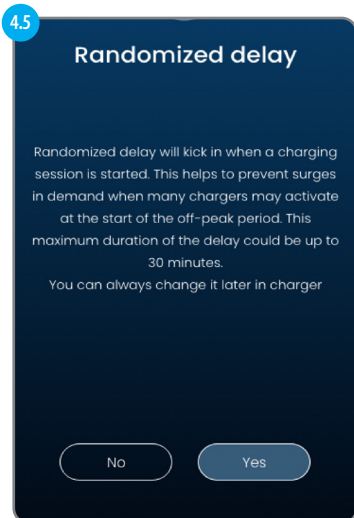 4.5
Randomized delay
Randomized delay will kick in when a charging
session is started. This helps to prevent surges
in demand when many chargers may activate
at the start of the off-peak period. This
maximum duration of the delay could be up to
30 minutes.
You can always change it later in charger
No
Yes